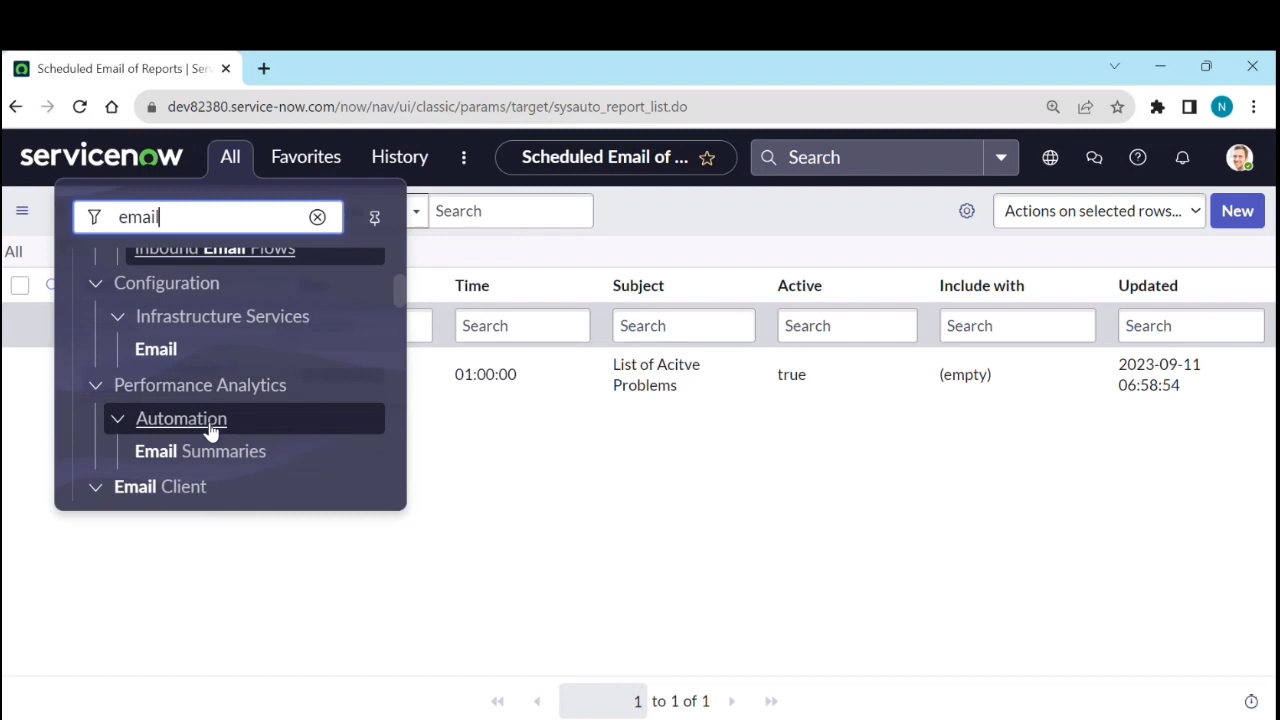 Scheduled Email of Reports | Ser
dev82380.service-now.com/now/nav/ui/classic/params/target/sysauto_report_list.do
N
servicenow
All
Favorites
History
Scheduled Email of ...
Search
email
Search
Actions on selected rows...
New
All
Inbound Email Flows
Configuration
Infrastructure Services
Email
Performance Analytics
Automation
Email Summaries
Email Client
Time
Subject
Active
Include with
Updated
Search
Search
Search
Search
Search
01:00:00
List of Acitve
Problems
true
(empty)
2023-09-11
06:58:54
1 to 1 of 1